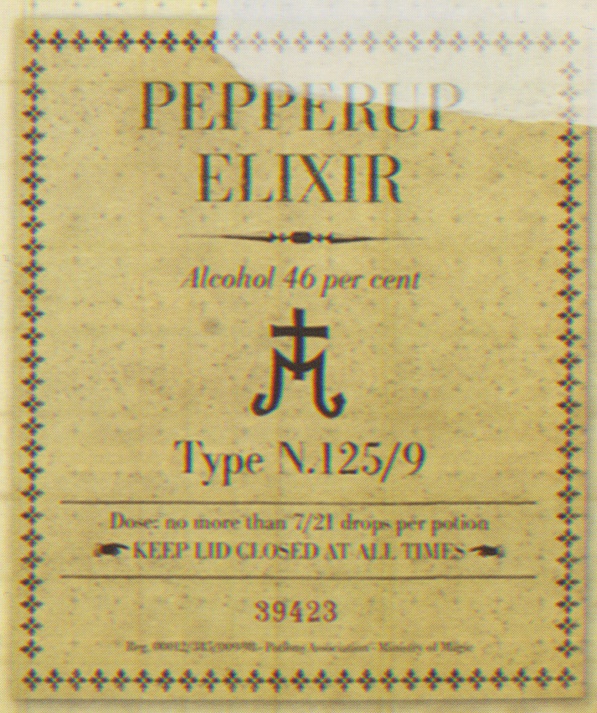 PEPPERUP
ELIXIR
Alcohol 46 per cent
Type N.125/9
Dose: no more than 7/21 drops per potion
KEEP LID CLOSED AT ALL TIMES
39423
Reg. - Potions Association - Ministry of Magic